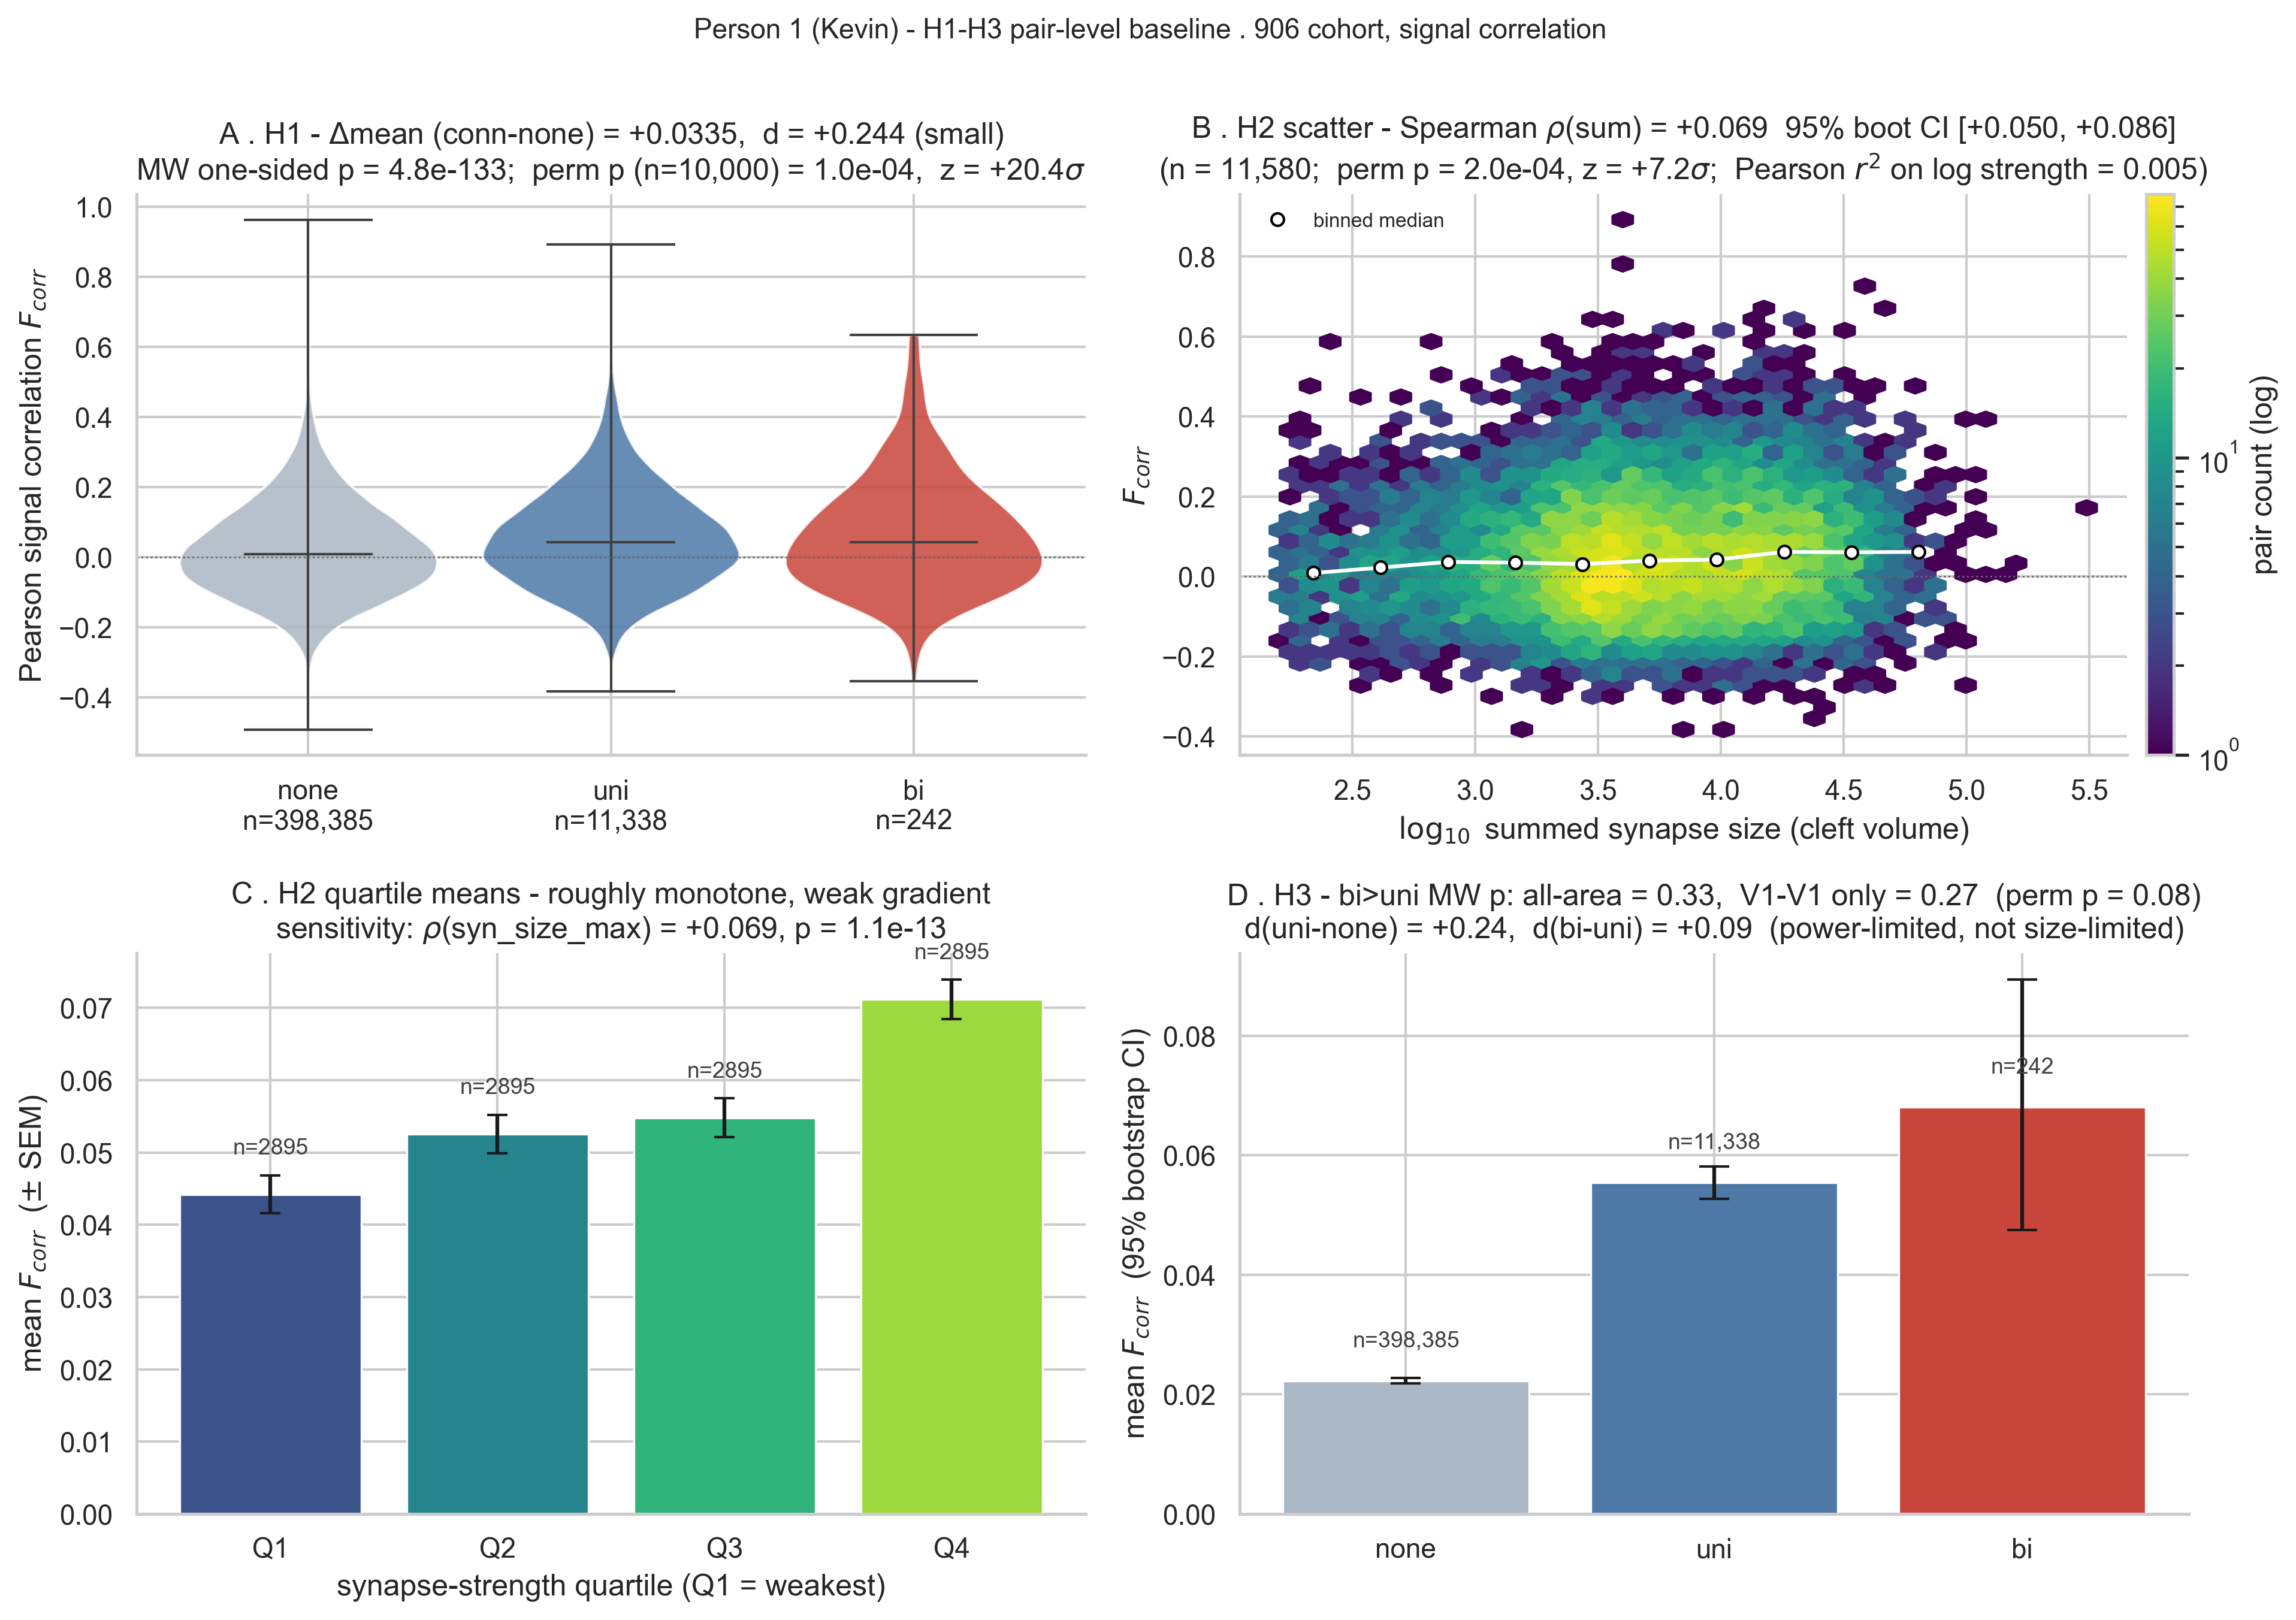 Person 1 (Kevin) - H1-H3 pair-level baseline . 906 cohort, signal correlation
A . H1 - Δmean (conn-none) = +0.0335, d = +0.244 (small)
MW one-sided p = 4.8e-133; perm p (n=10,000) = 1.0e-04, z = +20.4σ
Pearson signal correlation F_corr
1.0
0.8
0.6
0.4
0.2
0.0
−0.2
−0.4
none
n=398,385
uni
n=11,338
bi
n=242
B . H2 scatter - Spearman ρ(sum) = +0.069 95% boot CI [+0.050, +0.086]
(n = 11,580; perm p = 2.0e-04, z = +7.2σ; Pearson r² on log strength = 0.005)
binned median
F_corr
0.8
0.6
0.4
0.2
0.0
−0.2
−0.4
2.5
3.0
3.5
4.0
4.5
5.0
5.5
log₁₀ summed synapse size (cleft volume)
10¹
10⁰
pair count (log)
C . H2 quartile means - roughly monotone, weak gradient
sensitivity: ρ(syn_size_max) = +0.069, p = 1.1e-13
mean F_corr (± SEM)
0.07
0.06
0.05
0.04
0.03
0.02
0.01
0.00
n=2895
n=2895
n=2895
n=2895
Q1
Q2
Q3
Q4
synapse-strength quartile (Q1 = weakest)
D . H3 - bi>uni MW p: all-area = 0.33, V1-V1 only = 0.27 (perm p = 0.08)
d(uni-none) = +0.24, d(bi-uni) = +0.09 (power-limited, not size-limited)
mean F_corr (95% bootstrap CI)
0.08
0.06
0.04
0.02
0.00
n=398,385
n=11,338
n=242
none
uni
bi